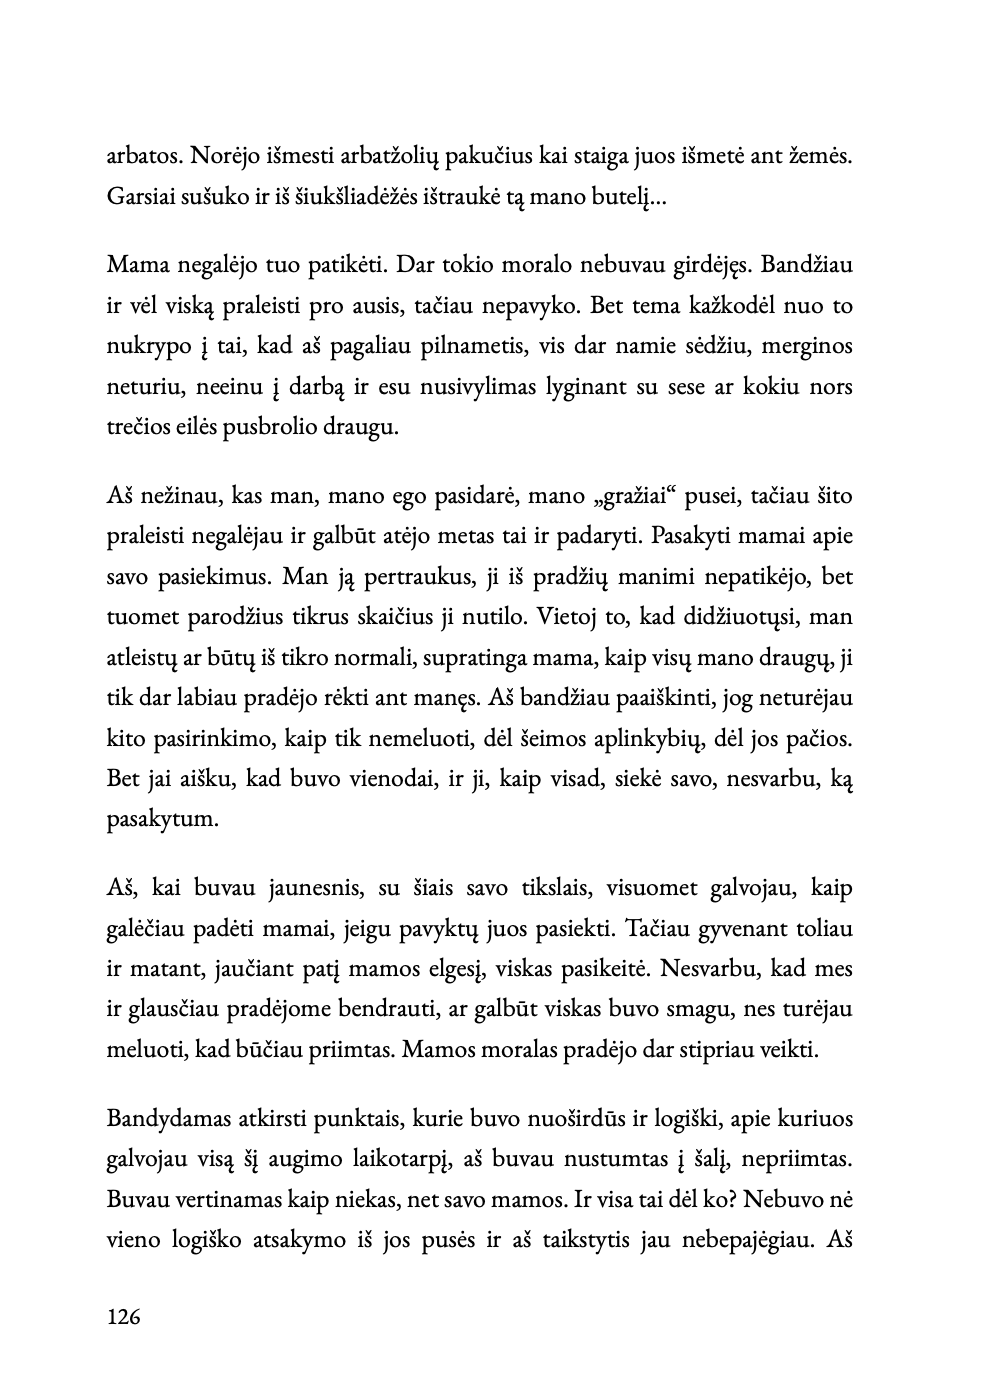 arbatos. Norėjo išmesti arbatžolių pakučius kai staiga juos išmetė ant žemės.
Garsiai sušuko ir iš šiukšliadėžės ištraukė tą mano butelį...
Mama negalėjo tuo patikėti. Dar tokio moralo nebuvau girdėjęs. Bandžiau
ir vėl viską praleisti pro ausis, tačiau nepavyko. Bet tema kažkodėl nuo to
nukrypo į tai, kad aš pagaliau pilnametis, vis dar namie sėdžiu, merginos
neturiu, neeinu į darbą ir esu nusivylimas lyginant su sese ar kokiu nors
trečios eilės pusbrolio draugu.
Aš nežinau, kas man, mano ego pasidarė, mano „gražiai“ pusei, tačiau šito
praleisti negalėjau ir galbūt atėjo metas tai ir padaryti. Pasakyti mamai apie
savo pasiekimus. Man ją pertraukus, ji iš pradžių manimi nepatikėjo, bet
tuomet parodžius tikrus skaičius ji nutilo. Vietoj to, kad didžiuotųsi, man
atleistų ar būtų iš tikro normali, supratinga mama, kaip visų mano draugų, ji
tik dar labiau pradėjo rėkti ant manęs. Aš bandžiau paaiškinti, jog neturėjau
kito pasirinkimo, kaip tik nemeluoti, dėl šeimos aplinkybių, dėl jos pačios.
Bet jai aišku, kad buvo vienodai, ir ji, kaip visad, siekė savo, nesvarbu, ką
pasakytum.
Aš, kai buvau jaunesnis, su šiais savo tikslais, visuomet galvojau, kaip
galėčiau padėti mamai, jeigu pavyktų juos pasiekti. Tačiau gyvenant toliau
ir matant, jaučiant patį mamos elgesį, viskas pasikeitė. Nesvarbu, kad mes
ir glausčiau pradėjome bendrauti, ar galbūt viskas buvo smagu, nes turėjau
meluoti, kad būčiau priimtas. Mamos moralas pradėjo dar stipriau veikti.
Bandydamas atkirsti punktais, kurie buvo nuoširdūs ir logiški, apie kuriuos
galvojau visą šį augimo laikotarpį, aš buvau nustumtas į šalį, nepriimtas.
Buvau vertinamas kaip niekas, net savo mamos. Ir visa tai dėl ko? Nebuvo nė
vieno logiško atsakymo iš jos pusės ir aš taikstytis jau nebepajėgiau. Aš
126